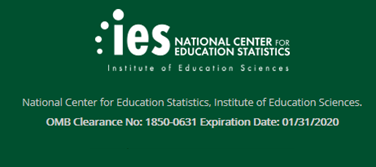 ies NATIONAL CENTER FOR
EDUCATION STATISTICS
Institute of Education Sciences
National Center for Education Statistics, Institute of Education Sciences.
OMB Clearance No: 1850-0631 Expiration Date: 01/31/2020